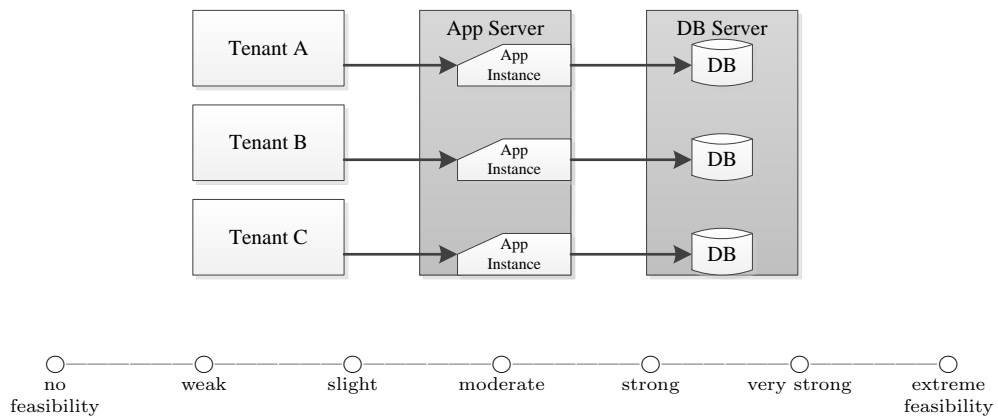 App Server
DB Server
Tenant A
App
Instance
DB
Tenant B
App
Instance
DB
Tenant C
App
Instance
DB
no
feasibility
weak
slight
moderate
strong
very strong
extreme
feasibility